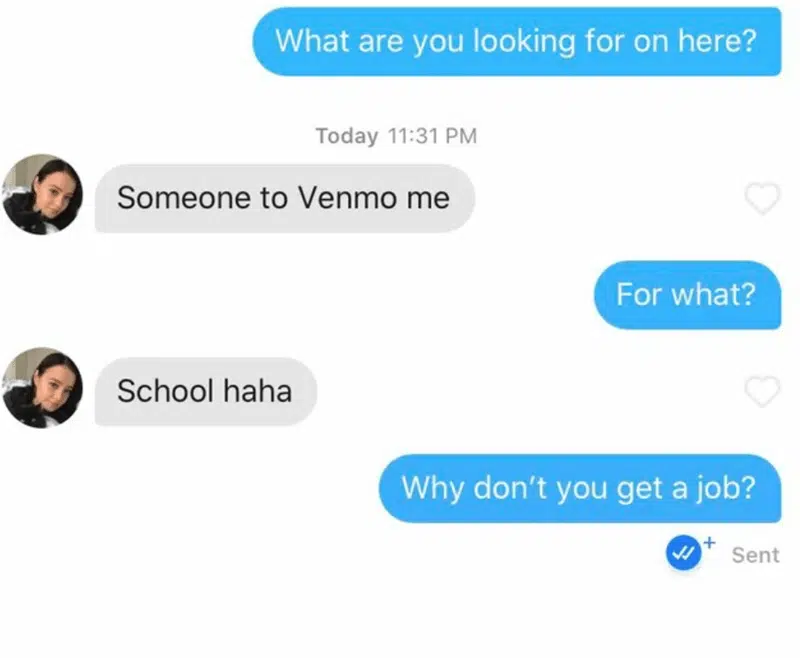 What are you looking for on here?
Today 11:31 PM
Someone to Venmo me
For what?
School haha
Why don't you get a job?
Sent